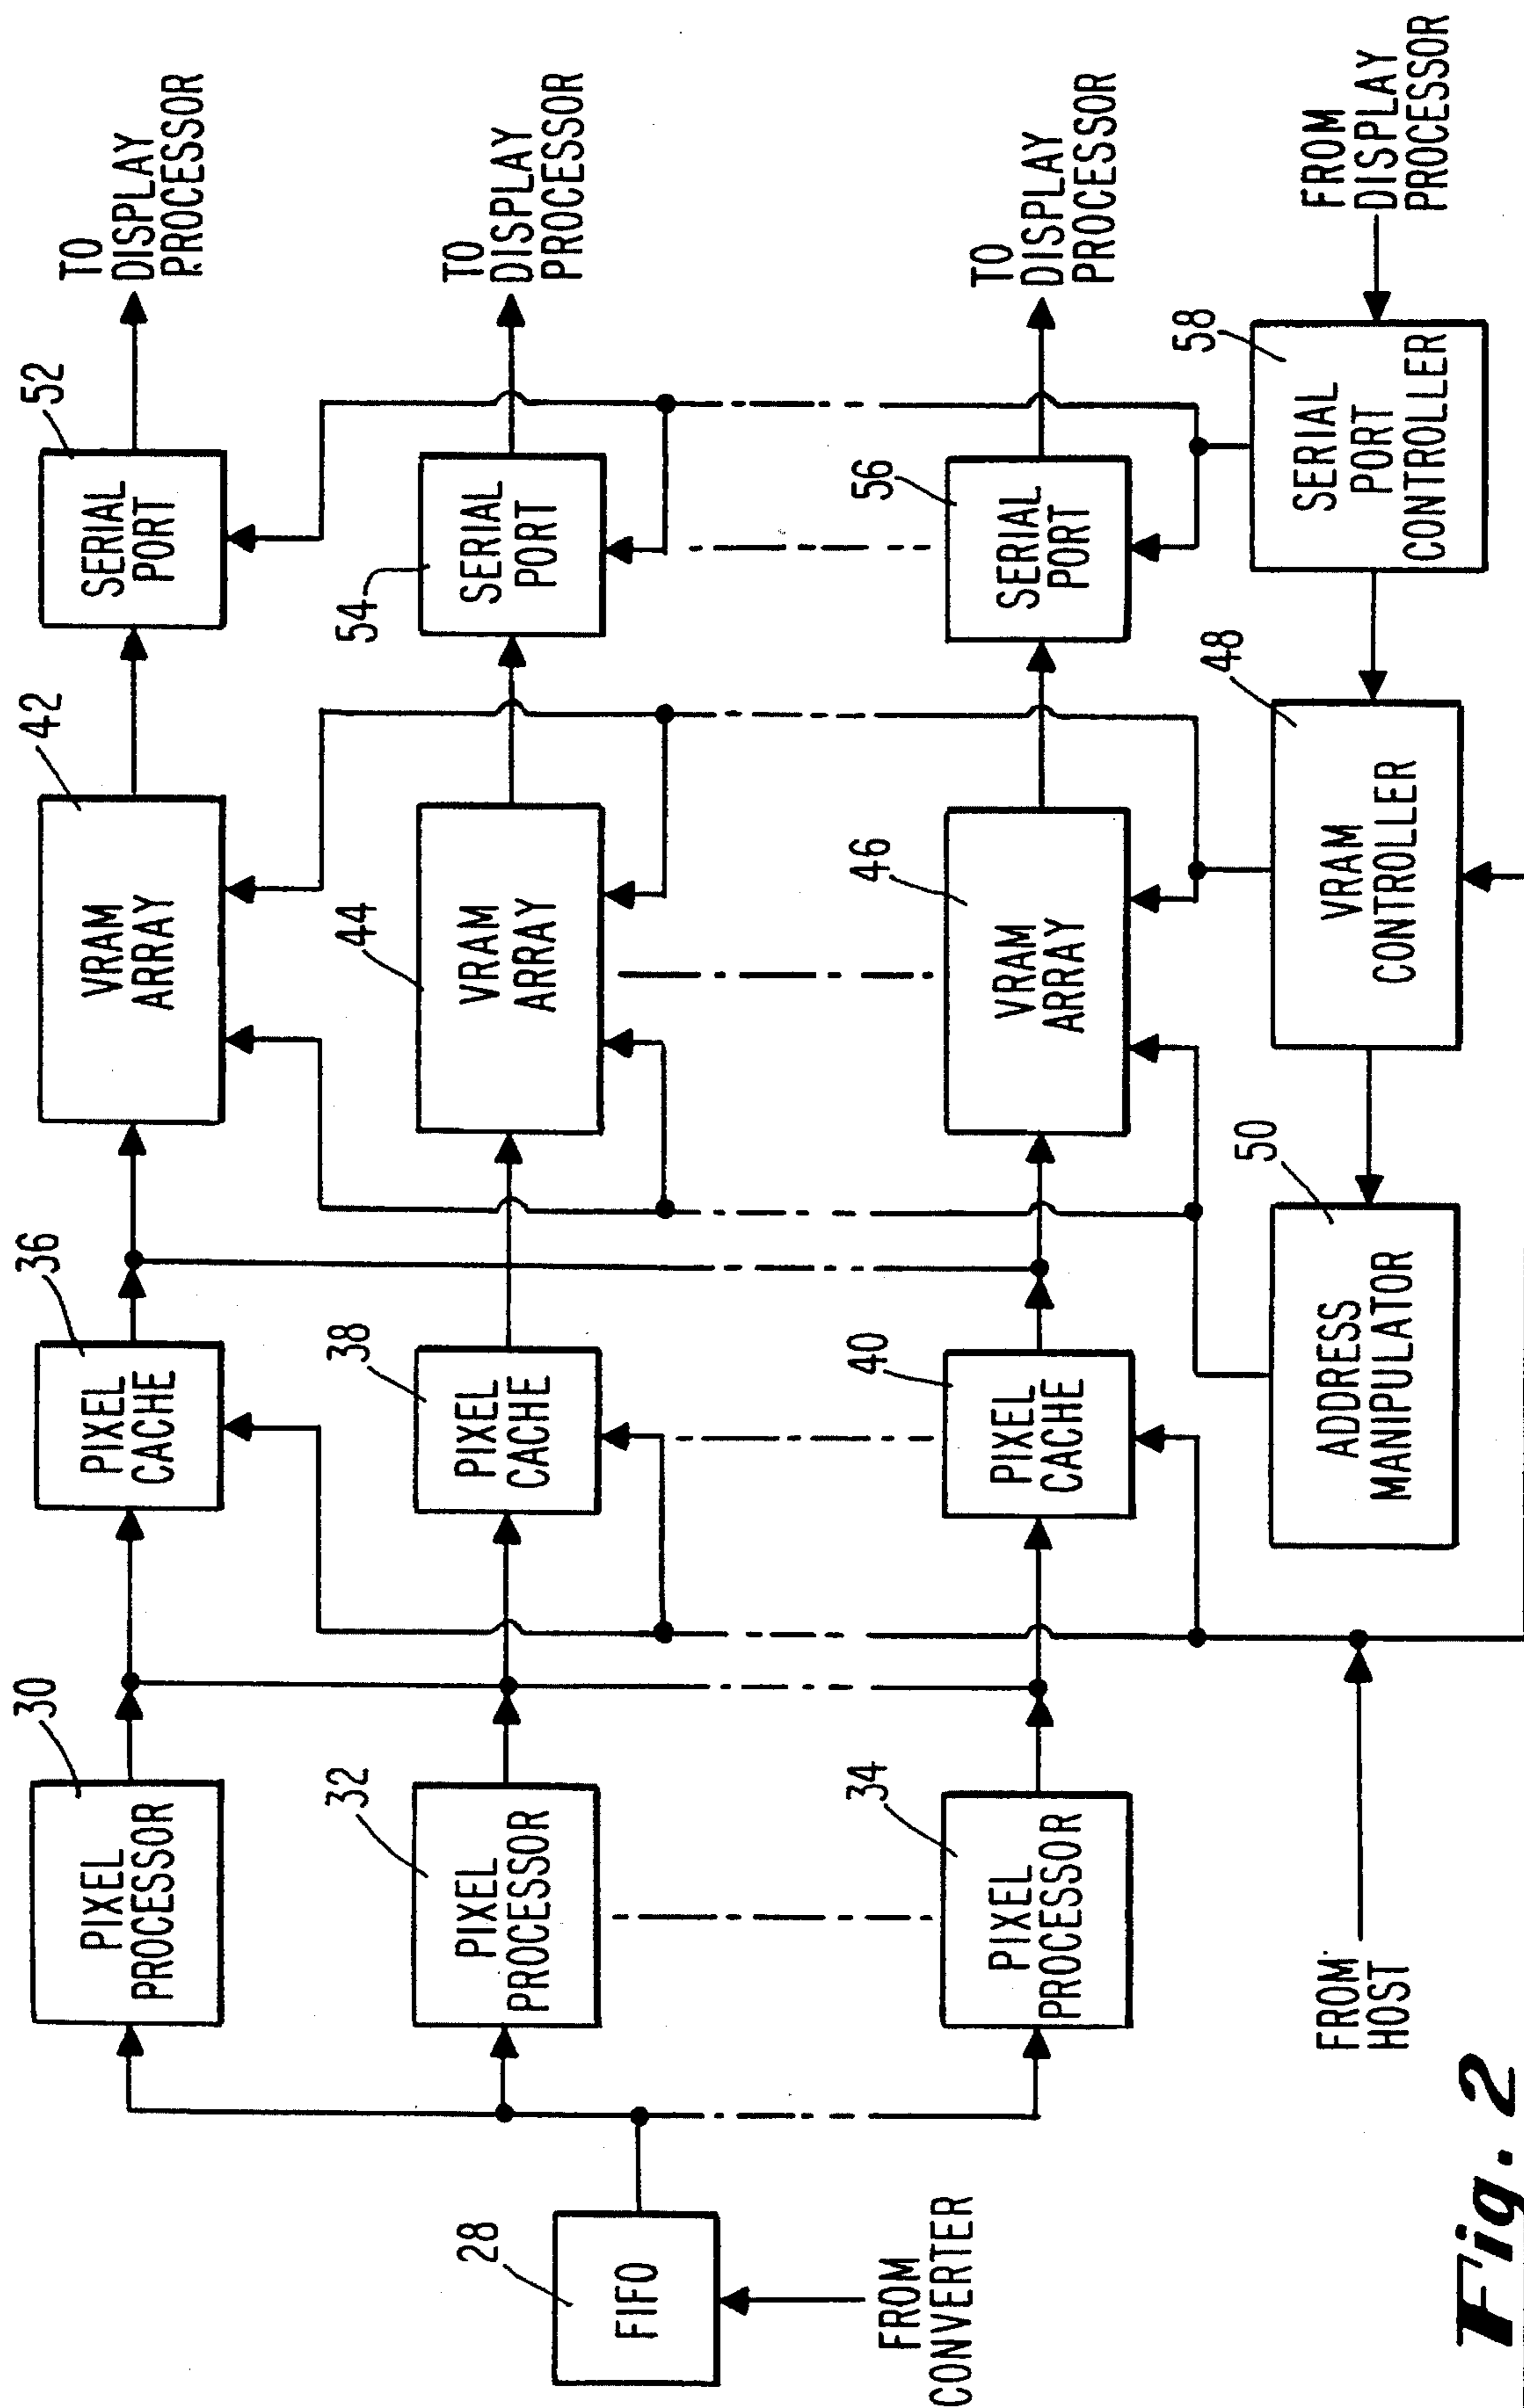 30
PIXEL
PROCESSOR
36
PIXEL
CACHE
42
VRAM
ARRAY
52
SERIAL
PORT
TO
DISPLAY
PROCESSOR
28
FIFO
FROM
CONVERTER
32
PIXEL
PROCESSOR
38
PIXEL
CACHE
44
VRAM
ARRAY
54
SERIAL
PORT
TO
DISPLAY
PROCESSOR
34
PIXEL
PROCESSOR
40
PIXEL
CACHE
46
VRAM
ARRAY
56
SERIAL
PORT
TO
DISPLAY
PROCESSOR
FROM
HOST
50
ADDRESS
MANIPULATOR
48
VRAM
CONTROLLER
58
SERIAL
PORT
CONTROLLER
FROM
DISPLAY
PROCESSOR
Fig. 2